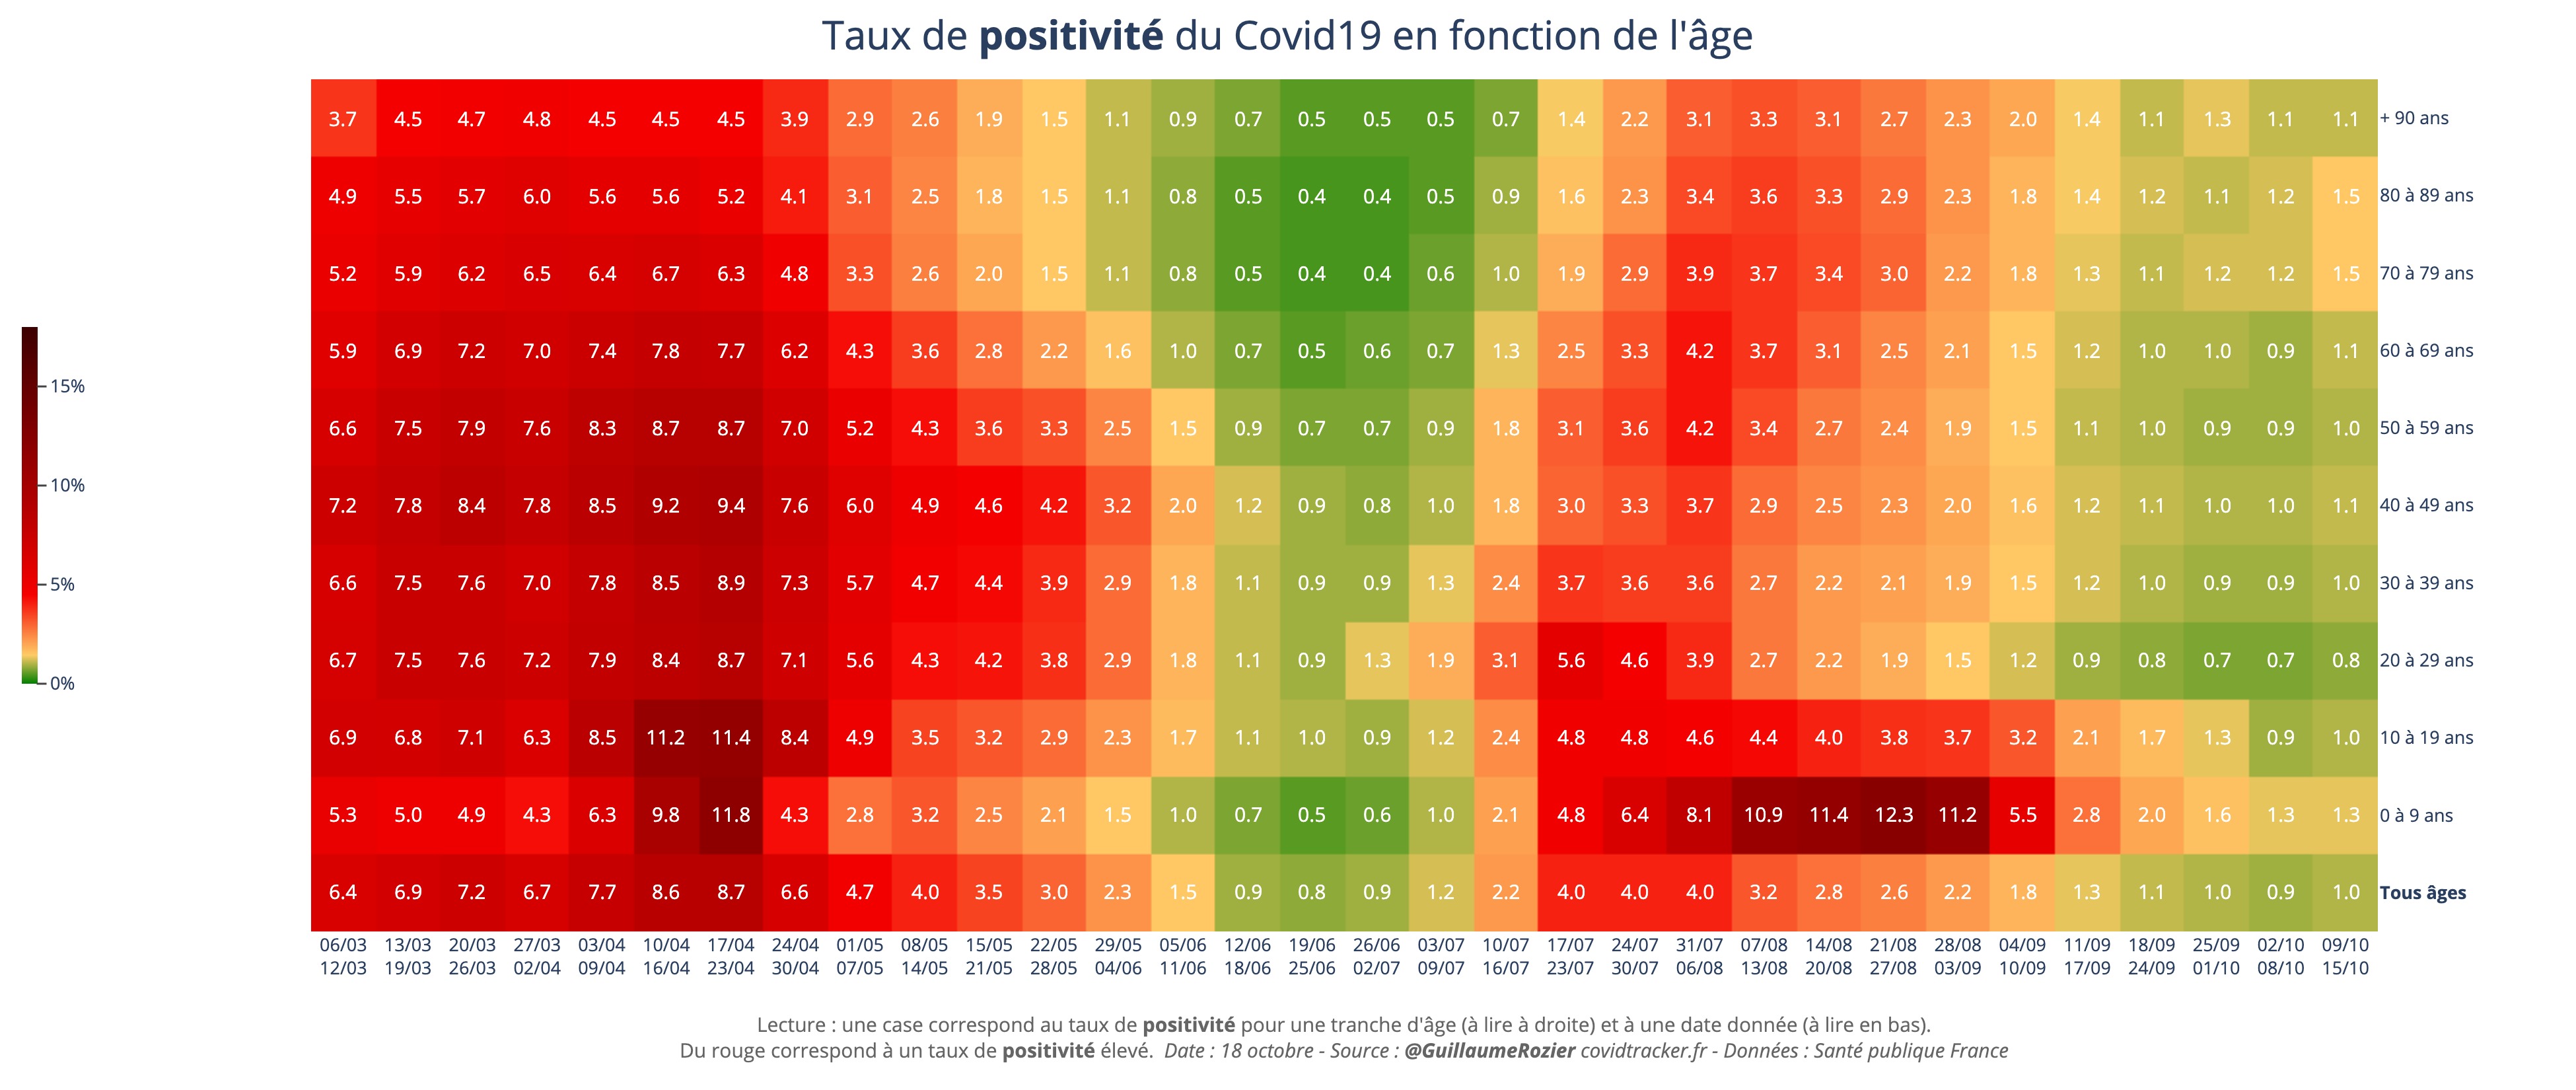 Taux de positivité du Covid19 en fonction de l'âge
3.7 4.5 4.7 4.8 4.5 4.5 4.5 3.9 2.9 2.6 1.9 1.5 1.1 0.9 0.7 0.5 0.5 0.5 0.7 1.4 2.2 3.1 3.3 3.1 2.7 2.3 2.0 1.4 1.1 1.3 1.1 1.1 + 90 ans
4.9 5.5 5.7 6.0 5.6 5.6 5.2 4.1 3.1 2.5 1.8 1.5 1.1 0.8 0.5 0.4 0.4 0.5 0.9 1.6 2.3 3.4 3.6 3.3 2.9 2.3 1.8 1.4 1.2 1.1 1.2 1.5 80 à 89 ans
5.2 5.9 6.2 6.5 6.4 6.7 6.3 4.8 3.3 2.6 2.0 1.5 1.1 0.8 0.5 0.4 0.4 0.6 1.0 1.9 2.9 3.9 3.7 3.4 3.0 2.2 1.8 1.3 1.1 1.2 1.2 1.5 70 à 79 ans
5.9 6.9 7.2 7.0 7.4 7.8 7.7 6.2 4.3 3.6 2.8 2.2 1.6 1.0 0.7 0.5 0.6 0.7 1.3 2.5 3.3 4.2 3.7 3.1 2.5 2.1 1.5 1.2 1.0 1.0 0.9 1.1 60 à 69 ans
15%
6.6 7.5 7.9 7.6 8.3 8.7 8.7 7.0 5.2 4.3 3.6 3.3 2.5 1.5 0.9 0.7 0.7 0.9 1.8 3.1 3.6 4.2 3.4 2.7 2.4 1.9 1.5 1.1 1.0 0.9 0.9 1.0 50 à 59 ans
10%
7.2 7.8 8.4 7.8 8.5 9.2 9.4 7.6 6.0 4.9 4.6 4.2 3.2 2.0 1.2 0.9 0.8 1.0 1.8 3.0 3.3 3.7 2.9 2.5 2.3 2.0 1.6 1.2 1.1 1.0 1.0 1.1 40 à 49 ans
5%
6.6 7.5 7.6 7.0 7.8 8.5 8.9 7.3 5.7 4.7 4.4 3.9 2.9 1.8 1.1 0.9 0.9 1.3 2.4 3.7 3.6 3.6 2.7 2.2 2.1 1.9 1.5 1.2 1.0 0.9 0.9 1.0 30 à 39 ans
6.7 7.5 7.6 7.2 7.9 8.4 8.7 7.1 5.6 4.3 4.2 3.8 2.9 1.8 1.1 0.9 1.3 1.9 3.1 5.6 4.6 3.9 2.7 2.2 1.9 1.5 1.2 0.9 0.8 0.7 0.7 0.8 20 à 29 ans
0%
6.9 6.8 7.1 6.3 8.5 11.2 11.4 8.4 4.9 3.5 3.2 2.9 2.3 1.7 1.1 1.0 0.9 1.2 2.4 4.8 4.8 4.6 4.4 4.0 3.8 3.7 3.2 2.1 1.7 1.3 0.9 1.0 10 à 19 ans
5.3 5.0 4.9 4.3 6.3 9.8 11.8 4.3 2.8 3.2 2.5 2.1 1.5 1.0 0.7 0.5 0.6 1.0 2.1 4.8 6.4 8.1 10.9 11.4 12.3 11.2 5.5 2.8 2.0 1.6 1.3 1.3 0 à 9 ans
6.4 6.9 7.2 6.7 7.7 8.6 8.7 6.6 4.7 4.0 3.5 3.0 2.3 1.5 0.9 0.8 0.9 1.2 2.2 4.0 4.0 4.0 3.2 2.8 2.6 2.2 1.8 1.3 1.1 1.0 0.9 1.0 Tous âges
06/03 13/03 20/03 27/03 03/04 10/04 17/04 24/04 01/05 08/05 15/05 22/05 29/05 05/06 12/06 19/06 26/06 03/07 10/07 17/07 24/07 31/07 07/08 14/08 21/08 28/08 04/09 11/09 18/09 25/09 02/10 09/10
12/03 19/03 26/03 02/04 09/04 16/04 23/04 30/04 07/05 14/05 21/05 28/05 04/06 11/06 18/06 25/06 02/07 09/07 16/07 23/07 30/07 06/08 13/08 20/08 27/08 03/09 10/09 17/09 24/09 01/10 08/10 15/10
Lecture : une case correspond au taux de positivité pour une tranche d'âge (à lire à droite) et à une date donnée (à lire en bas).
Du rouge correspond à un taux de positivité élevé. Date : 18 octobre - Source : @GuillaumeRozier covidtracker.fr - Données : Santé publique France